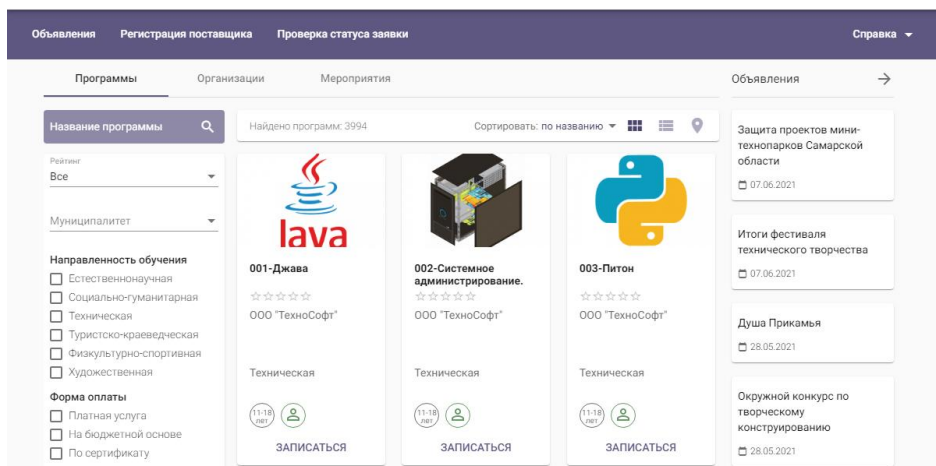 Объявления Регистрация поставщика Проверка статуса заявки Справка
Программы Организации Мероприятия
Название программы
Рейтинг
Все
Муниципалитет
Направленность обучения
Естественнонаучная
Социально-гуманитарная
Техническая
Туристско-краеведческая
Физкультурно-спортивная
Художественная
Форма оплаты
Платная услуга
На бюджетной основе
По сертификату
Найдено программ: 3994 Сортировать: по названию
lava
001-Джава
ООО "ТехноСофт"
Техническая
11-18
лет
ЗАПИСАТЬСЯ
002-Системное
администрирование.
ООО "ТехноСофт"
Техническая
11-18
лет
ЗАПИСАТЬСЯ
003-Питон
ООО "ТехноСофт"
Техническая
11-18
лет
ЗАПИСАТЬСЯ
Объявления
Защита проектов мини-
технопарков Самарской
области
07.06.2021
Итоги фестиваля
технического творчества
07.06.2021
Душа Прикамья
28.05.2021
Окружной конкурс по
творческому
конструированию
28.05.2021